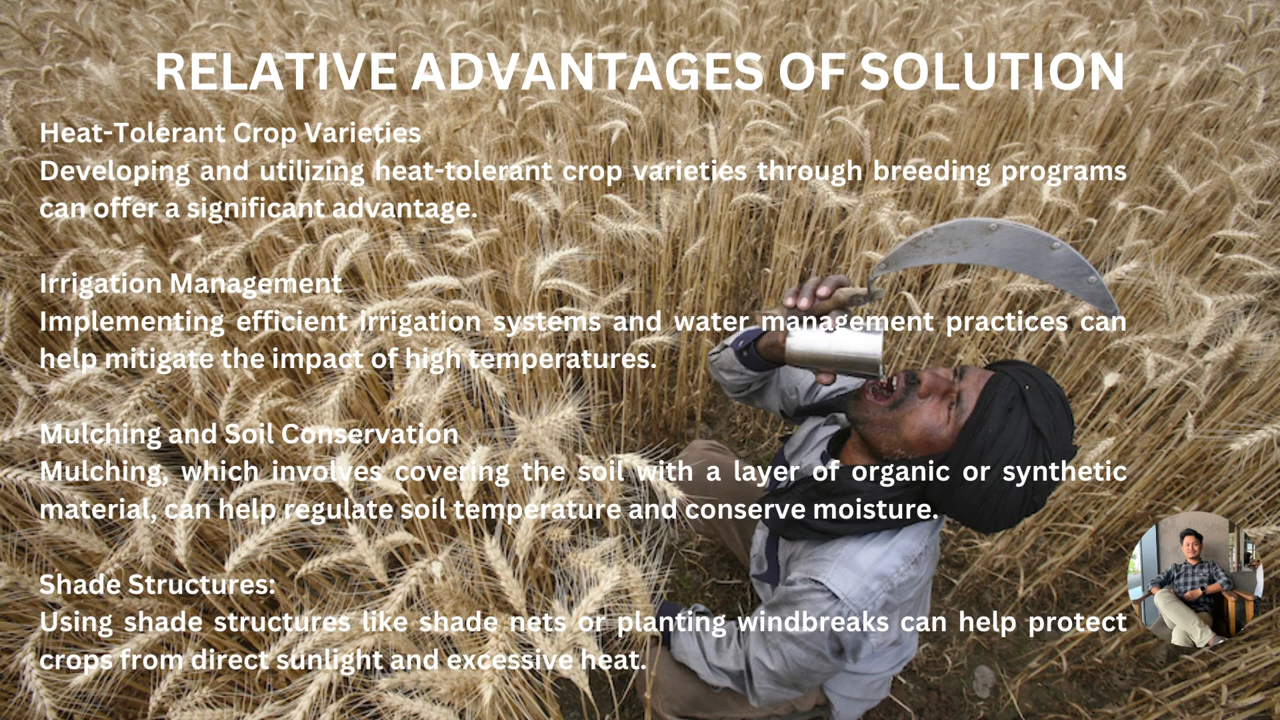 RELATIVE ADVANTAGES OF SOLUTION
Heat-Tolerant Crop Varieties
Developing and utilizing heat-tolerant crop varieties through breeding programs
can offer a significant advantage.
Irrigation Management
Implementing efficient irrigation systems and water management practices can
help mitigate the impact of high temperatures.
Mulching and Soil Conservation
Mulching, which involves covering the soil with a layer of organic or synthetic
material, can help regulate soil temperature and conserve moisture.
Shade Structures:
Using shade structures like shade nets or planting windbreaks can help protect
crops from direct sunlight and excessive heat.